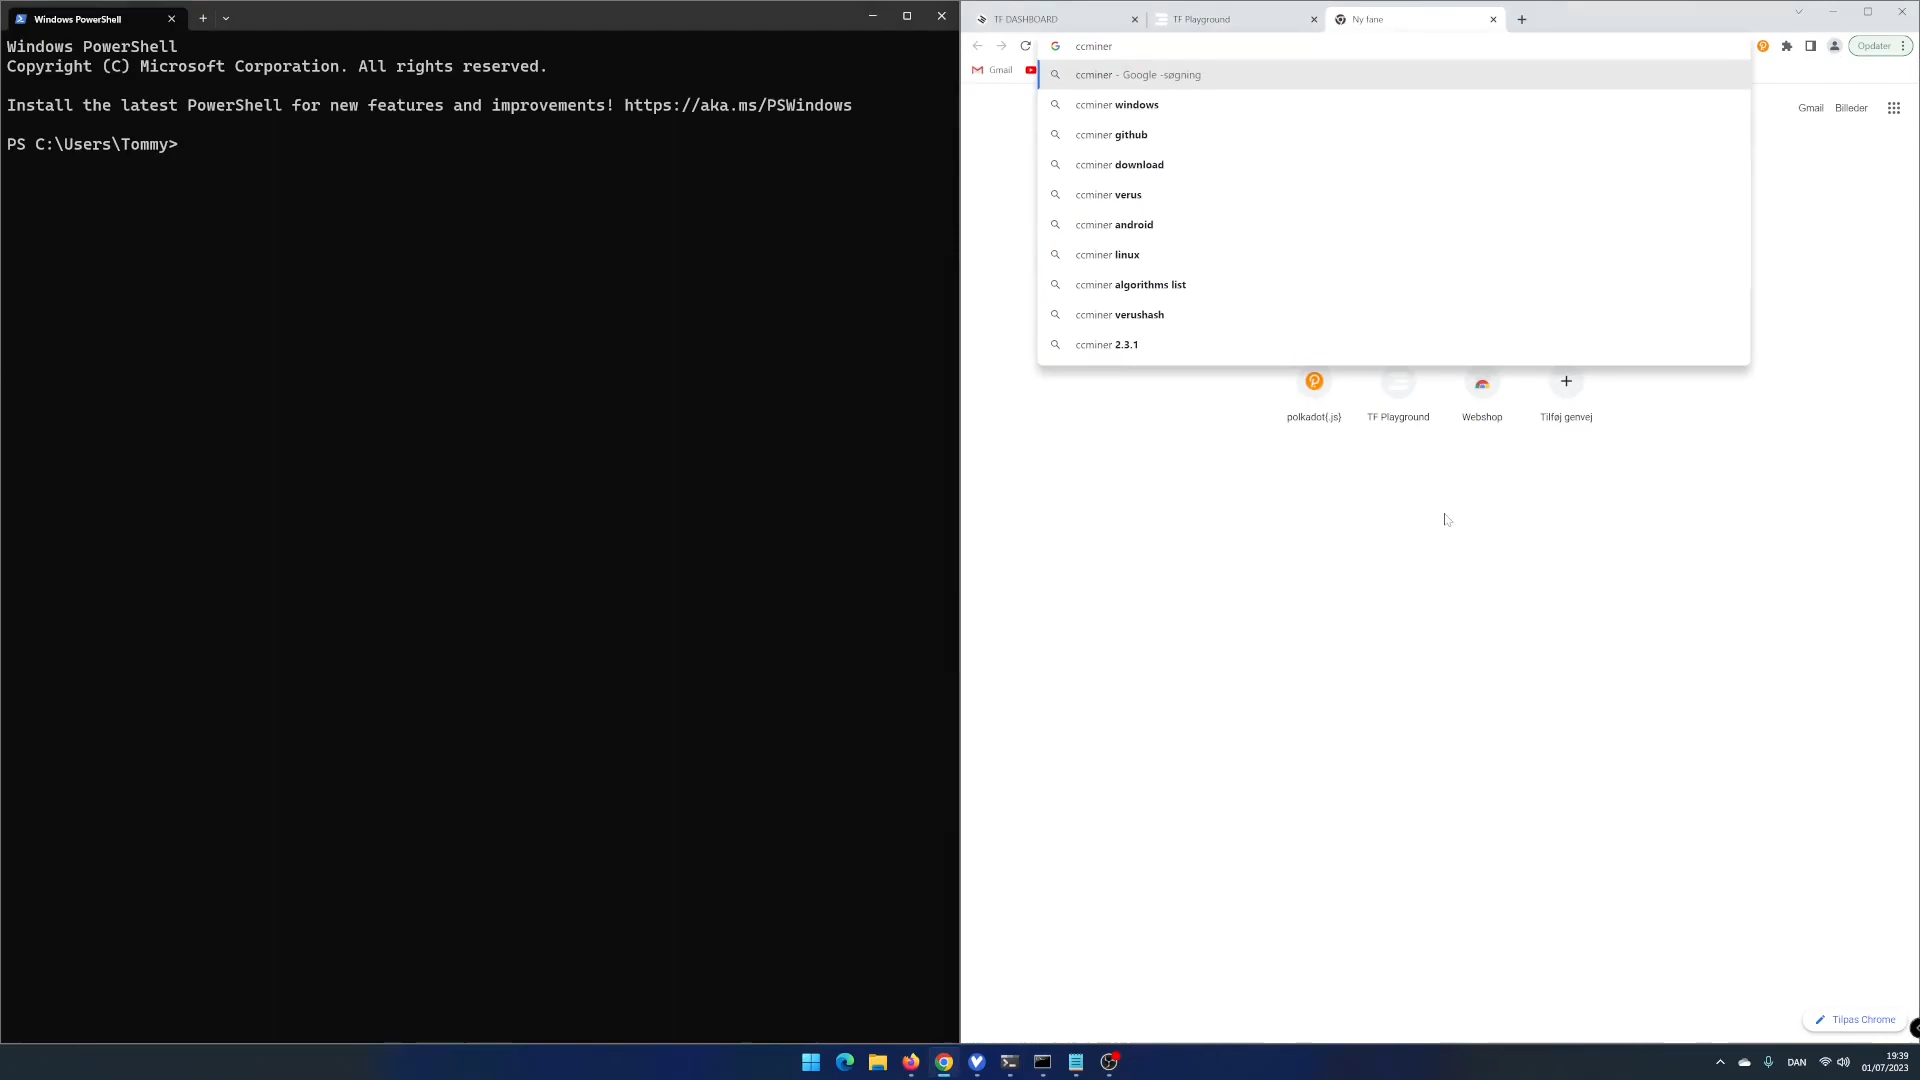 Windows PowerShell
Windows PowerShell
Copyright (C) Microsoft Corporation. All rights reserved.
Install the latest PowerShell for new features and improvements! https://aka.ms/PSWindows
PS C:\Users\Tommy>
TF DASHBOARD
TF Playground
Ny fane
ccminer
Opdater
Gmail
ccminer - Google -søgning
ccminer windows
ccminer github
ccminer download
ccminer verus
ccminer android
ccminer linux
ccminer algorithms list
ccminer verushash
ccminer 2.3.1
Gmail
Billeder
polkadot{.js}
TF Playground
Webshop
Tilføj genvej
Tilpas Chrome
DAN
19:39
01/07/2023